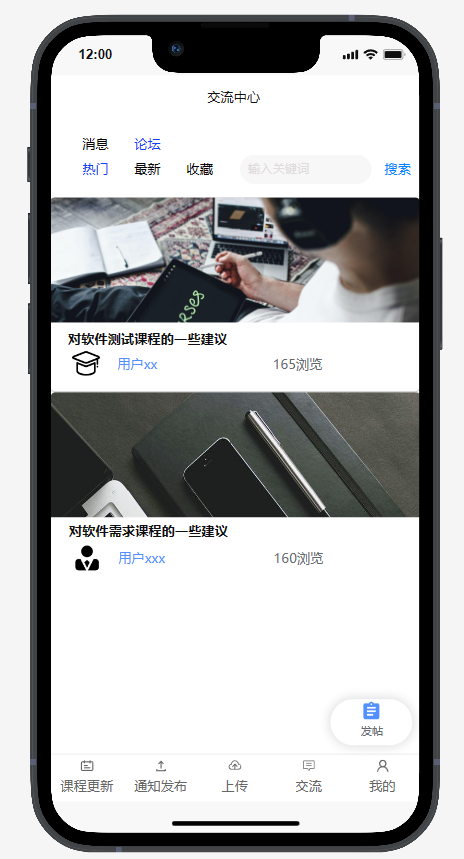 12:00
交流中心
消息 论坛
热门 最新 收藏 输入关键词 搜索
对软件测试课程的一些建议
用户xx 165浏览
对软件需求课程的一些建议
用户xxx 160浏览
发帖
课程更新 通知发布 上传 交流 我的